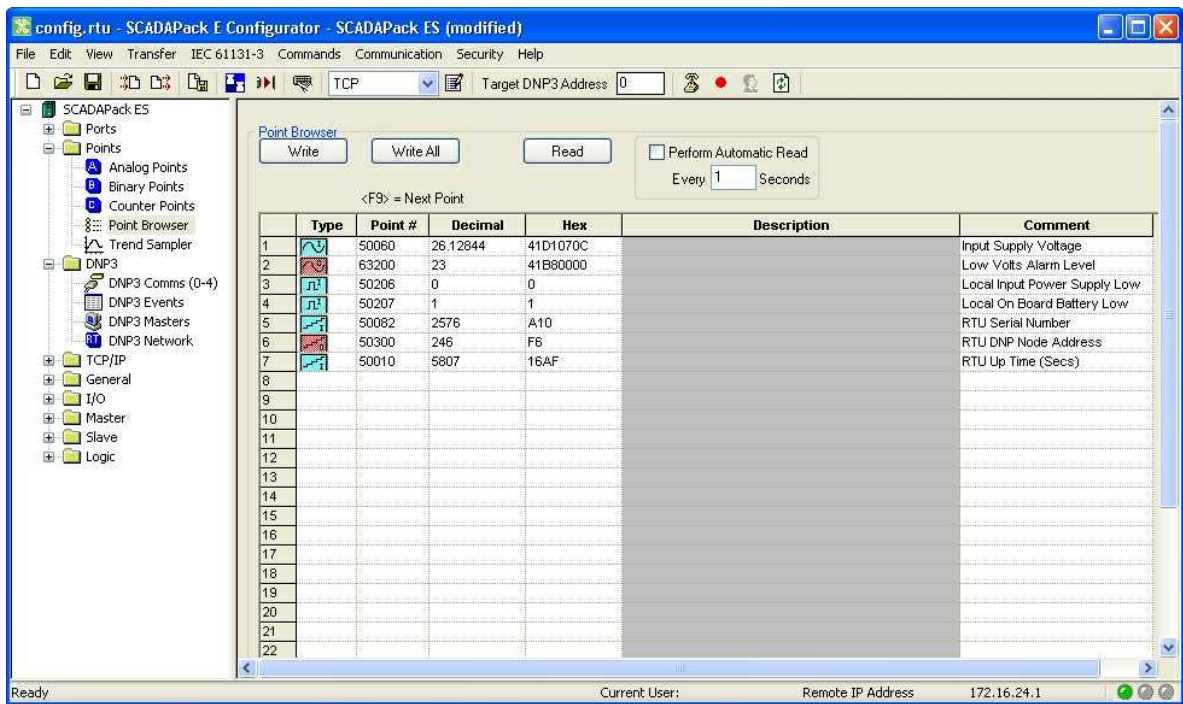 config.rtu - SCADAPack E Configurator - SCADAPack ES (modified)
File Edit View Transfer IEC 61131-3 Commands Communication Security Help
TCP Target DNP3 Address 0
SCADAPack ES
Ports
Points
Analog Points
Binary Points
Counter Points
Point Browser
Trend Sampler
DNP3
DNP3 Comms (0-4)
DNP3 Events
DNP3 Masters
DNP3 Network
TCP/IP
General
I/O
Master
Slave
Logic
Point Browser
Write Write All Read Perform Automatic Read
Every 1 Seconds
<F9> = Next Point
Type Point # Decimal Hex Description Comment
1 50060 26.12844 41D1070C Input Supply Voltage
2 63200 23 41B80000 Low Volts Alarm Level
3 50206 0 0 Local Input Power Supply Low
4 50207 1 1 Local On Board Battery Low
5 50082 2576 A10 RTU Serial Number
6 50300 246 F6 RTU DNP Node Address
7 50010 5807 16AF RTU Up Time (Secs)
8
9
10
11
12
13
14
15
16
17
18
19
20
21
22
Ready Current User: Remote IP Address 172.16.24.1